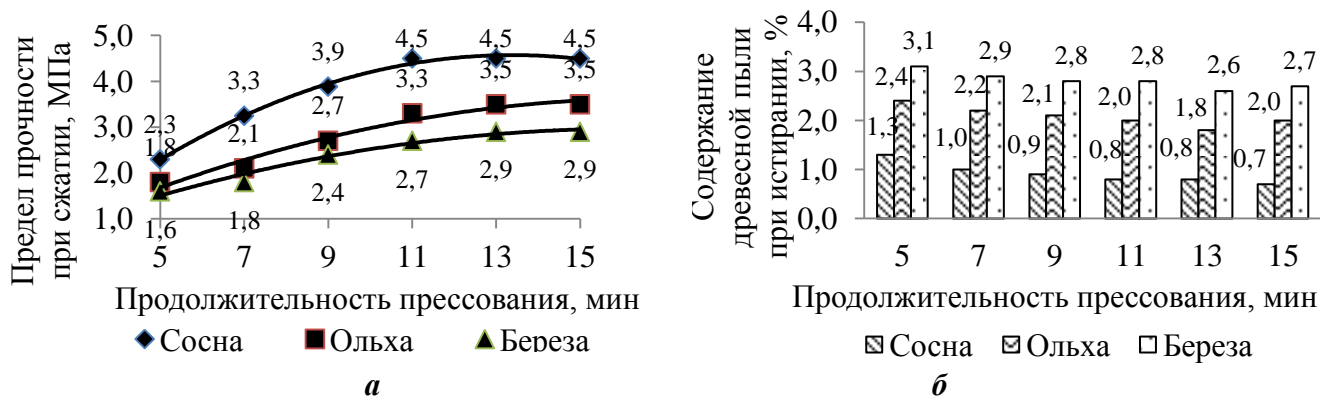 Предел прочности
при сжатии, МПа
5,0
4,0
3,0
2,0
1,0
2,3
3,3
3,9
4,5
4,5
4,5
1,8
2,1
2,7
3,3
3,5
3,5
1,6
1,8
2,4
2,7
2,9
2,9
5 7 9 11 13 15
Продолжительность прессования, мин
Сосна Ольха Береза
а
Содержание
древесной пыли
при истирании, %
4,0
3,0
2,0
1,0
0,0
1,3 2,4 3,1
1,0 2,2 2,9
0,9 2,1 2,8
0,8 2,0 2,8
0,8 1,8 2,6
0,7 2,0 2,7
5 7 9 11 13 15
Продолжительность прессования, мин
Сосна Ольха Береза
б